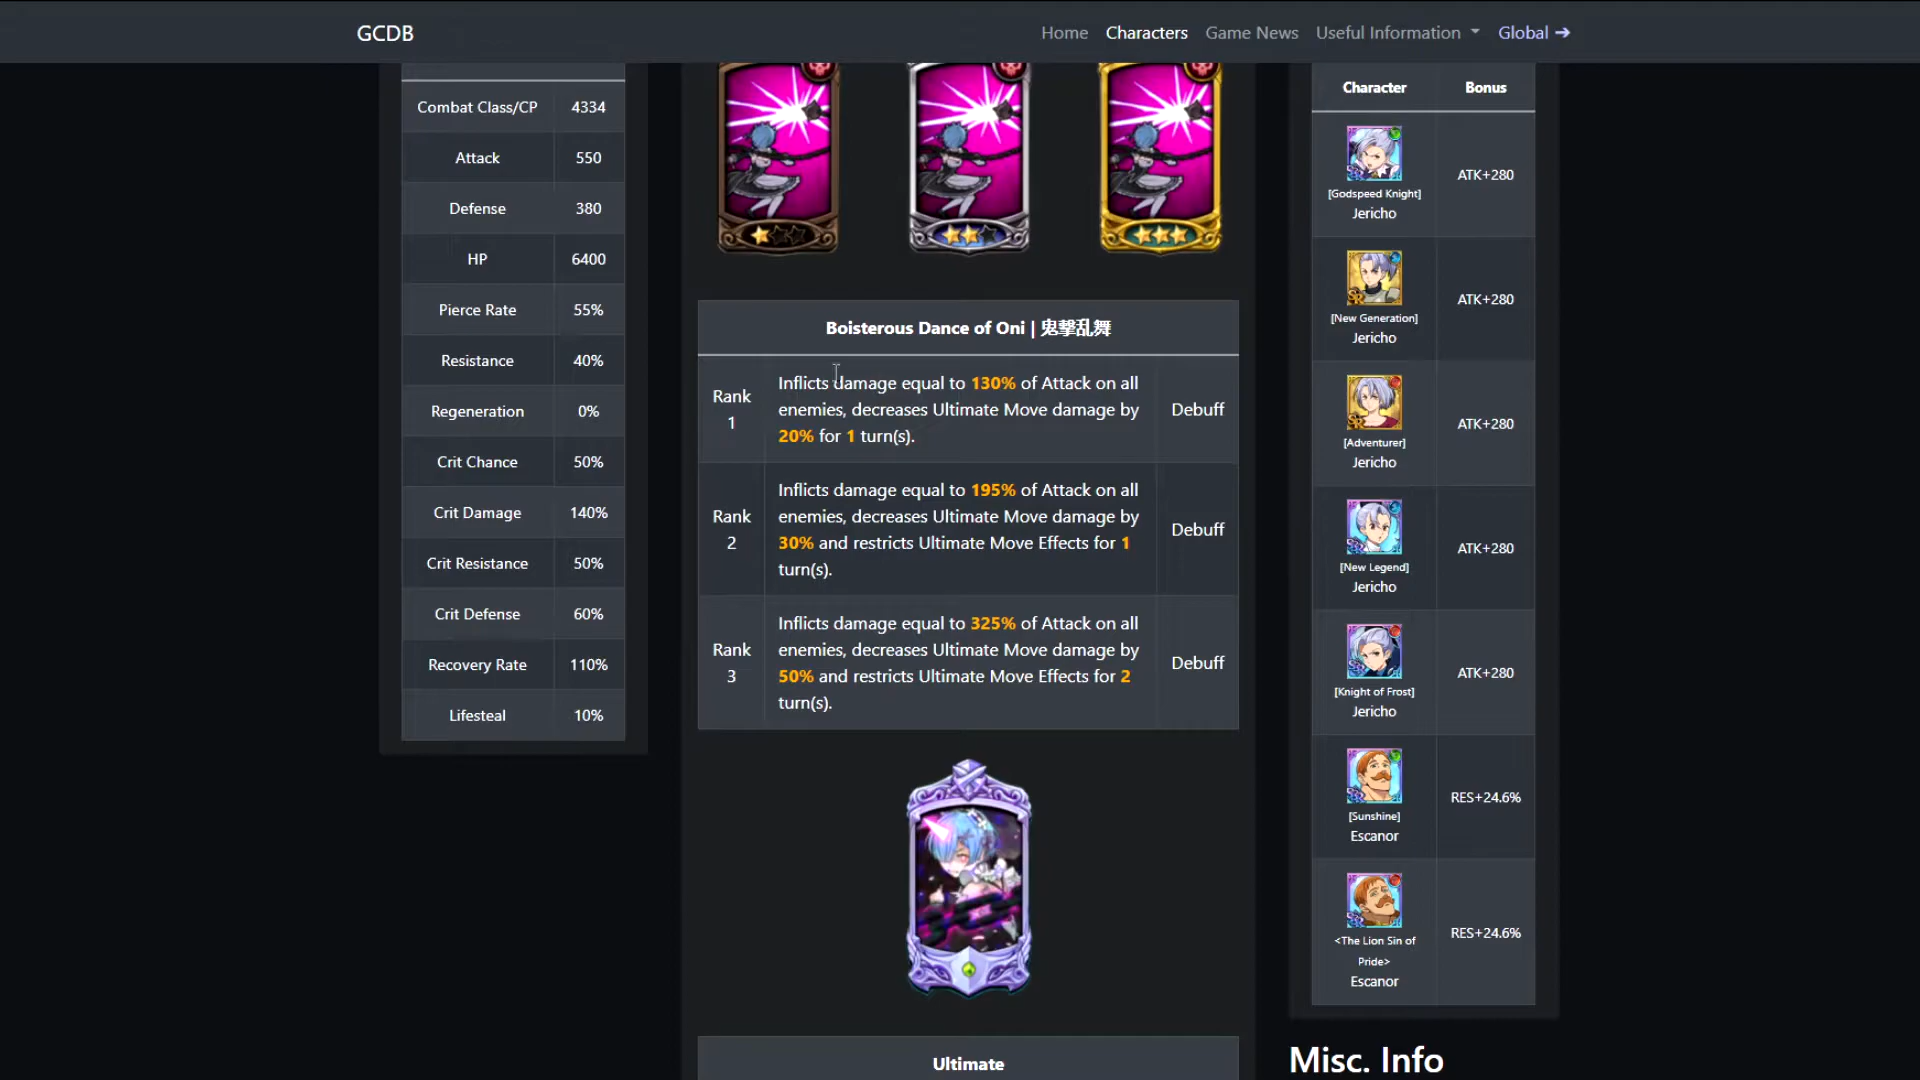 GCDB
Home
Characters
Game News
Useful Information
Global ➔
Combat Class/CP 4334
Attack 550
Defense 380
HP 6400
Pierce Rate 55%
Resistance 40%
Regeneration 0%
Crit Chance 50%
Crit Damage 140%
Crit Resistance 50%
Crit Defense 60%
Recovery Rate 110%
Lifesteal 10%
Boisterous Dance of Oni | 鬼撃乱舞
Rank
1
Inflicts damage equal to 130% of Attack on all
enemies, decreases Ultimate Move damage by
20% for 1 turn(s).
Debuff
Rank
2
Inflicts damage equal to 195% of Attack on all
enemies, decreases Ultimate Move damage by
30% and restricts Ultimate Move Effects for 1
turn(s).
Debuff
Rank
3
Inflicts damage equal to 325% of Attack on all
enemies, decreases Ultimate Move damage by
50% and restricts Ultimate Move Effects for 2
turn(s).
Debuff
Ultimate
Character Bonus
[Godspeed Knight]
Jericho
ATK+280
SR
[New Generation]
Jericho
ATK+280
SR
[Adventurer]
Jericho
ATK+280
SSR
[New Legend]
Jericho
ATK+280
SSR
[Knight of Frost]
Jericho
ATK+280
SSR
[Sunshine]
Escanor
RES+24.6%
SSR
<The Lion Sin of
Pride>
Escanor
RES+24.6%
Misc. Info